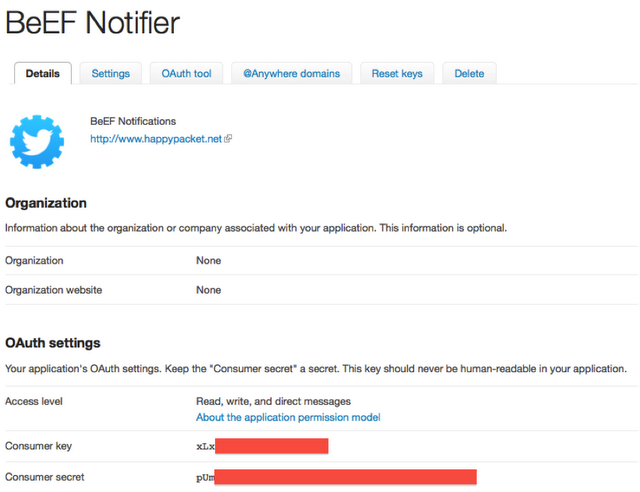 BeEF Notifier
Details Settings OAuth tool @Anywhere domains Reset keys Delete
BeEF Notifications
http://www.happypacket.net
Organization
Information about the organization or company associated with your application. This information is optional.
Organization None
Organization website None
OAuth settings
Your application's OAuth settings. Keep the "Consumer secret" a secret. This key should never be human-readable in your application.
Access level Read, write, and direct messages
About the application permission model
Consumer key xLx
Consumer secret pUm